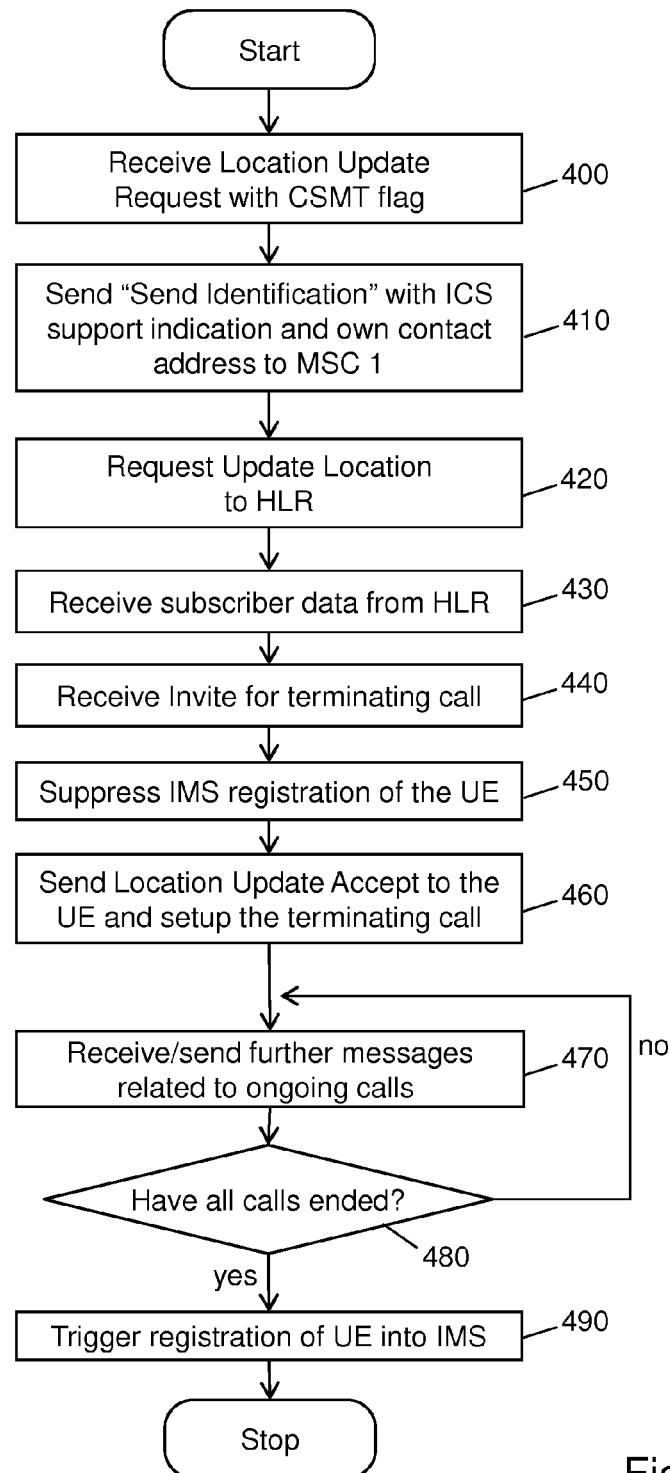 Start
Receive Location Update
Request with CSMT flag
400
Send “Send Identification” with ICS
support indication and own contact
address to MSC 1
410
Request Update Location
to HLR
420
Receive subscriber data from HLR
430
Receive Invite for terminating call
440
Suppress IMS registration of the UE
450
Send Location Update Accept to the
UE and setup the terminating call
460
Receive/send further messages
related to ongoing calls
470
no
Have all calls ended?
480
yes
Trigger registration of UE into IMS
490
Stop